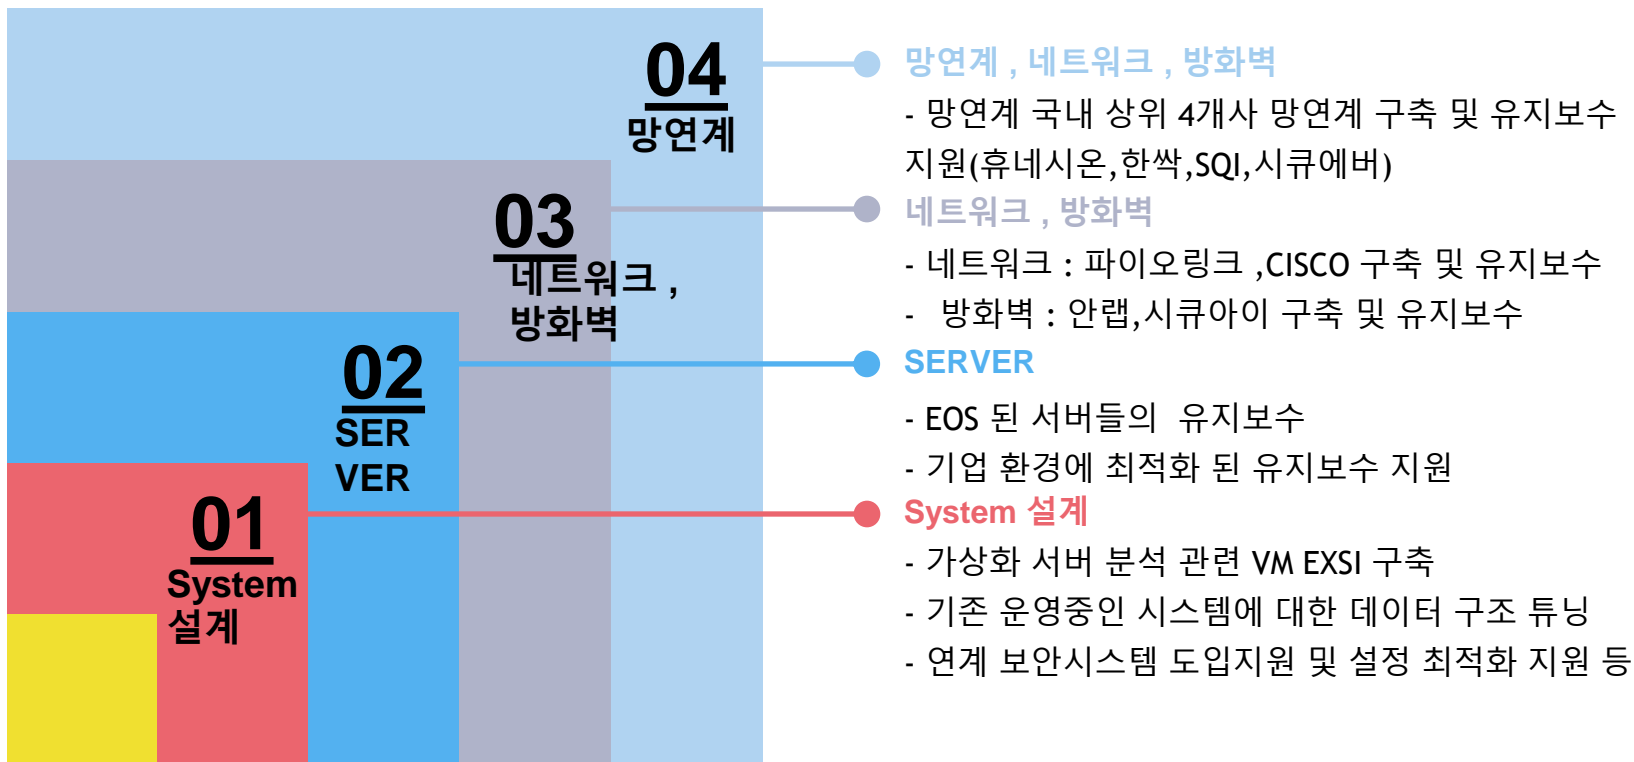 04
망연계
03
네트워크 ,
방화벽
02
SER
VER
01
System
설계
망연계 , 네트워크 , 방화벽
- 망연계 국내 상위 4개사 망연계 구축 및 유지보수
지원(휴네시온,한싹,SQI,시큐에버)
네트워크 , 방화벽
- 네트워크 : 파이오링크 ,CISCO 구축 및 유지보수
- 방화벽 : 안랩,시큐아이 구축 및 유지보수
SERVER
- EOS 된 서버들의 유지보수
- 기업 환경에 최적화 된 유지보수 지원
System 설계
- 가상화 서버 분석 관련 VM EXSI 구축
- 기존 운영중인 시스템에 대한 데이터 구조 튜닝
- 연계 보안시스템 도입지원 및 설정 최적화 지원 등